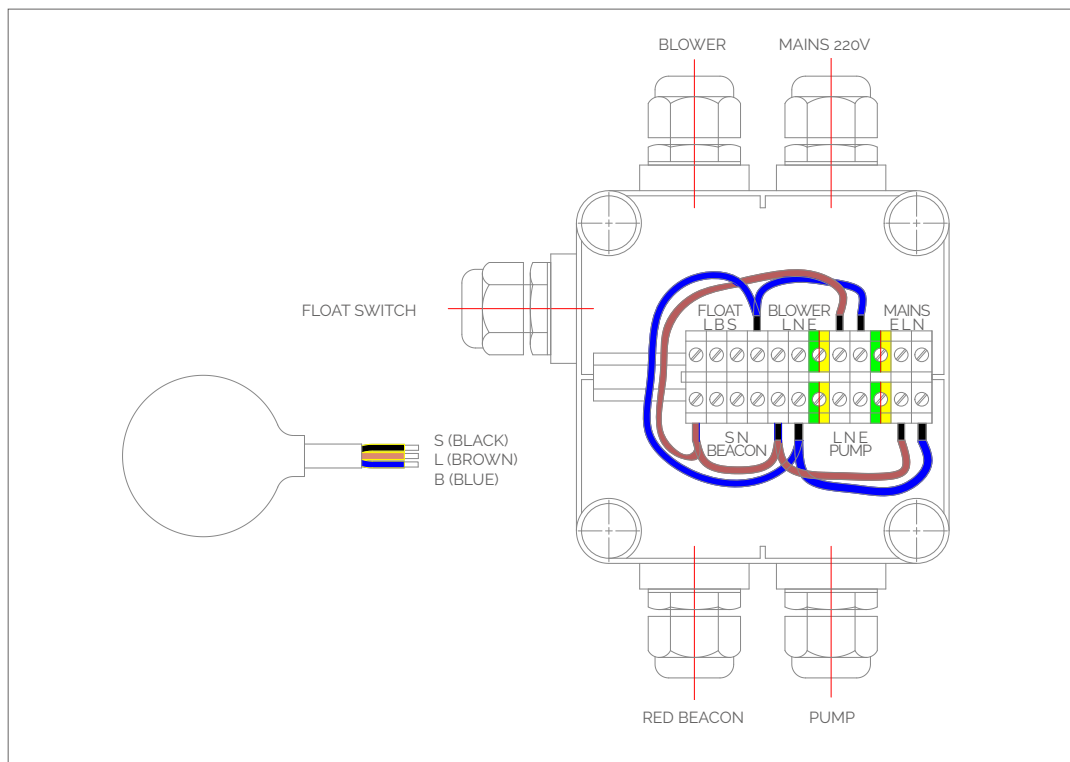 BLOWER
MAINS 220V
FLOAT SWITCH
FLOAT
BLOWER
MAINS
L B S
L N E
E L N
S (BLACK)
L (BROWN)
B (BLUE)
S N
L N E
BEACON
PUMP
RED BEACON
PUMP